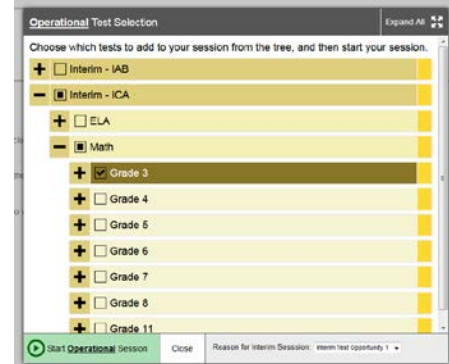 Operational Test Selection
Expand All
Choose which tests to add to your session from the tree, and then start your session.
Interim - IAB
Interim - ICA
ELA
Math
Grade 3
Grade 4
Grade 5
Grade 6
Grade 7
Grade 8
Grade 11
Start Operational Session
Close
Reason for Interim Sesssion:
Interim Test Opportunity 1